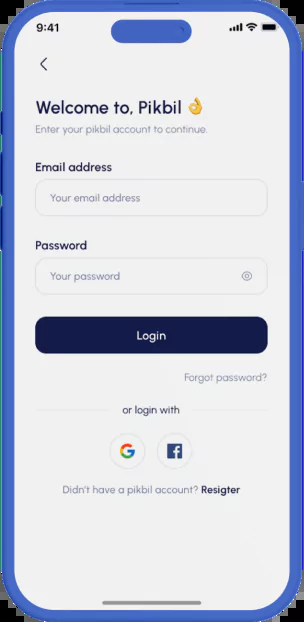 9:41
Welcome to, Pikbil 👌
Enter your pikbil account to continue.
Email address
Your email address
Password
Your password
Login
Forgot password?
or login with
G
f
Didn't have a pikbil account? Resigter